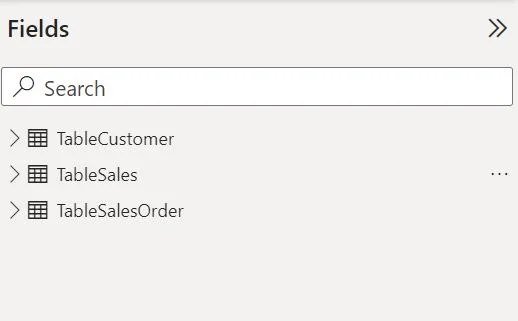 Fields
Search
TableCustomer
TableSales
TableSalesOrder